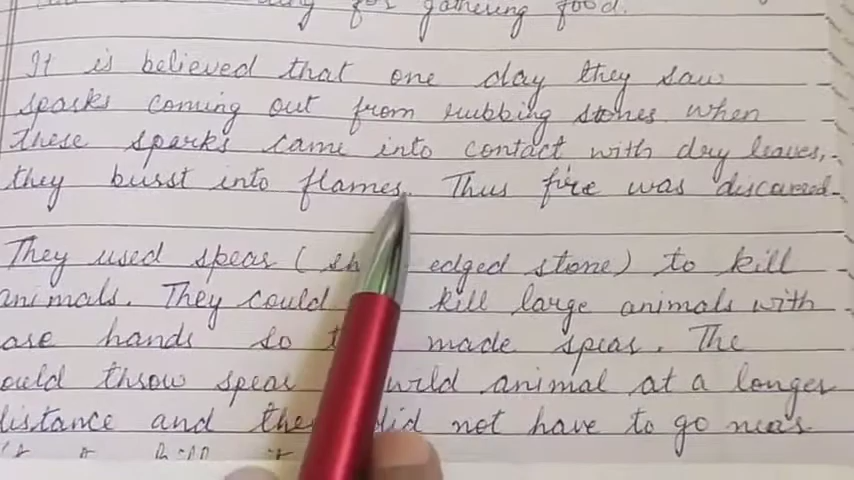 for gathering food.
It is believed that one day they saw
sparks coming out from rubbing stones when
these sparks came into contact with dry leaves,
they burst into flames. Thus fire was discovered
They used spear ( edged stone) to kill
animals. They could kill large animals with
hands so made spear. The
throw spear wild animal at a longer
distance and did not have to go near